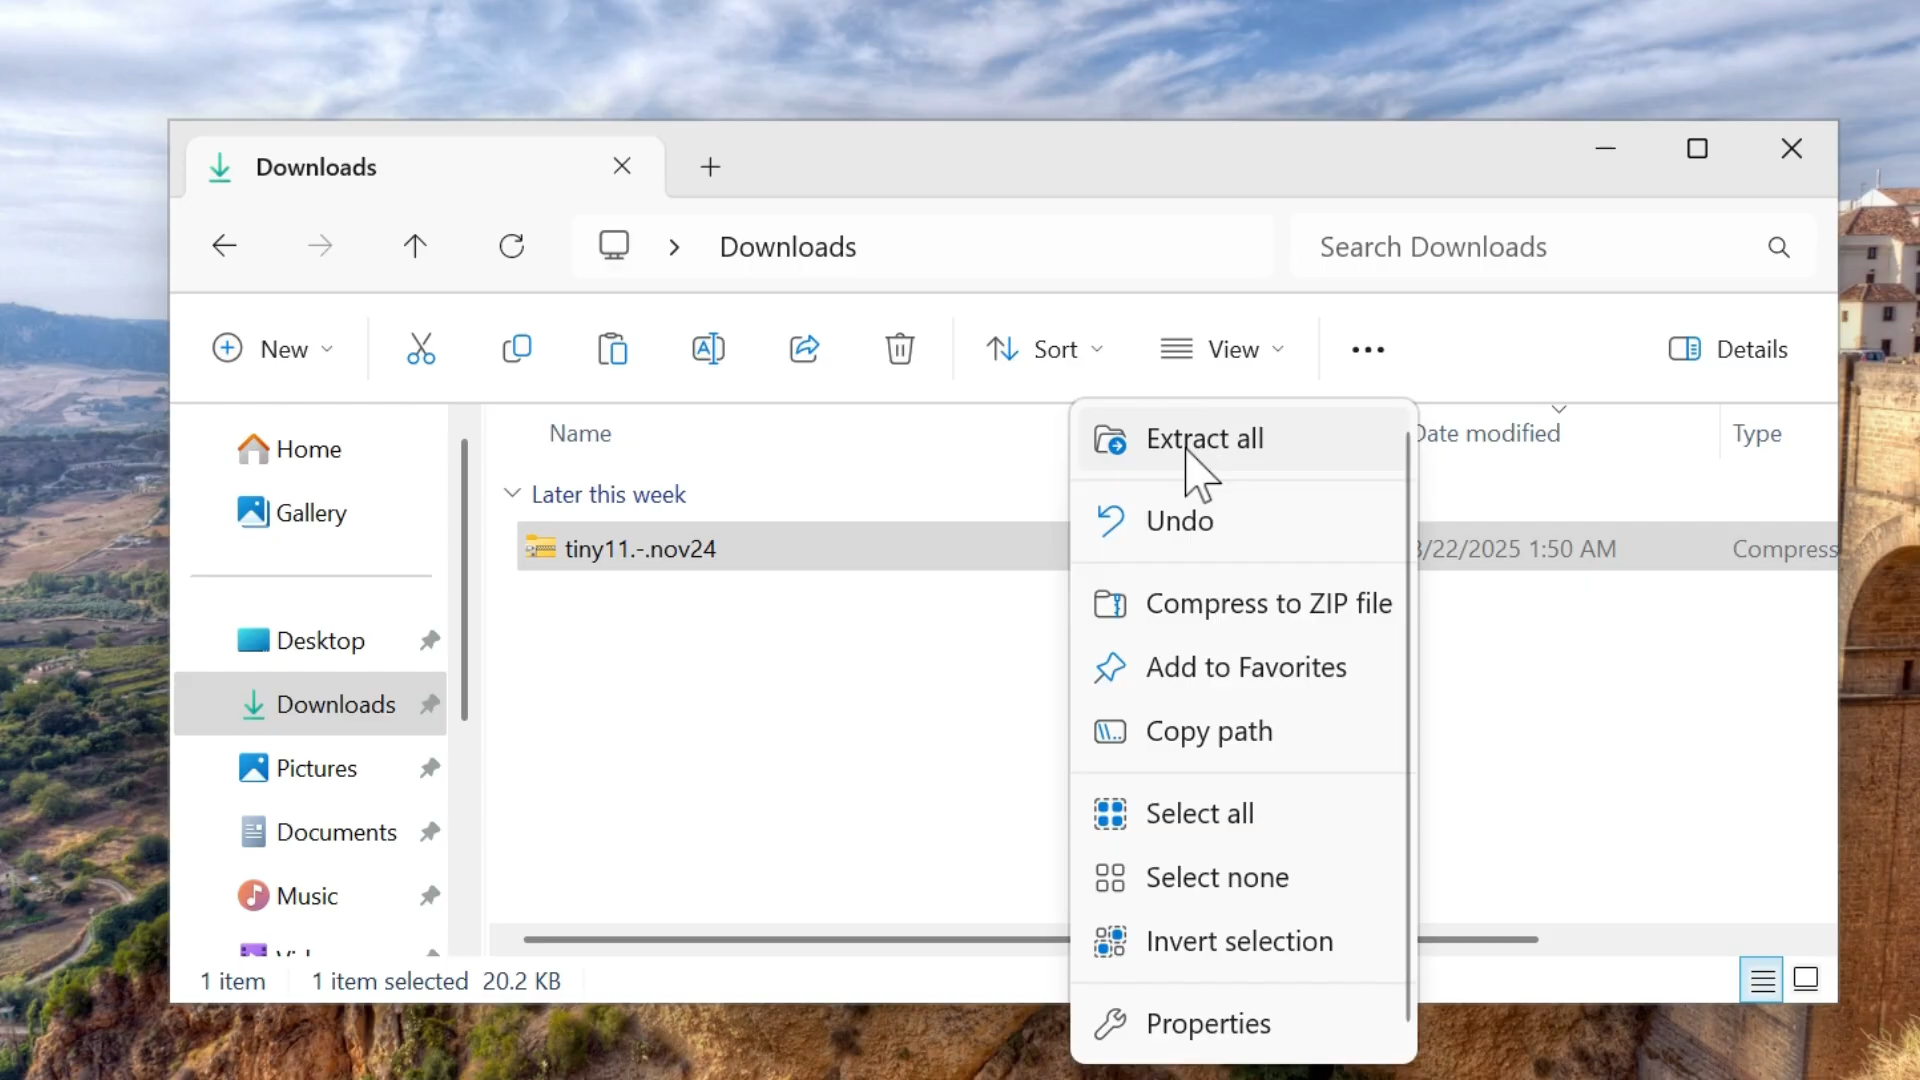 Downloads
Downloads
Search Downloads
New
Sort
View
Details
Home
Gallery
Desktop
Downloads
Pictures
Documents
Music
Name
Date modified
Type
Later this week
tiny11.-.nov24
/22/2025 1:50 AM
Compress
Extract all
Undo
Compress to ZIP file
Add to Favorites
Copy path
Select all
Select none
Invert selection
Properties
1 item
1 item selected 20.2 KB